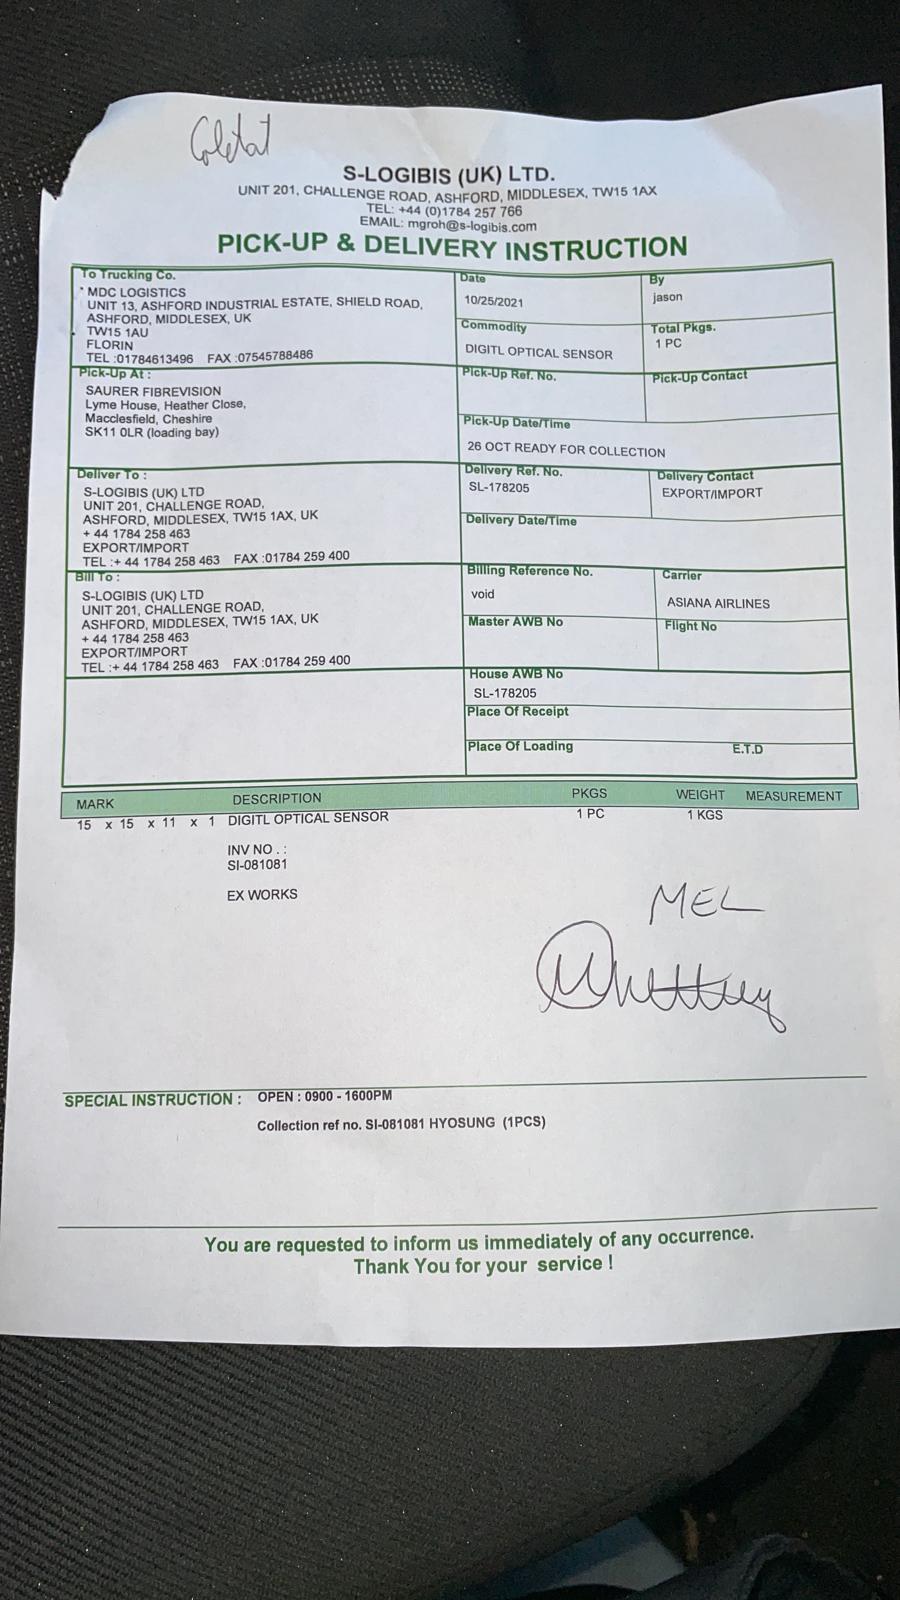 S-LOGIBIS (UK) LTD.
UNIT 201, CHALLENGE ROAD, ASHFORD, MIDDLESEX, TW15 1AX
TEL: +44 (0)1784 257 766
EMAIL: mgroh@s-logibis.com
PICK-UP & DELIVERY INSTRUCTION
To Trucking Co.
MDC LOGISTICS
UNIT 13, ASHFORD INDUSTRIAL ESTATE, SHIELD ROAD,
ASHFORD, MIDDLESEX, UK
TW15 1AU
FLORIN
TEL :01784613496 FAX :07545788486
Date
10/25/2021
By
jason
Commodity
DIGITL OPTICAL SENSOR
Total Pkgs.
1 PC
Pick-Up At :
SAURER FIBREVISION
Lyme House, Heather Close,
Macclesfield, Cheshire
SK11 0LR (loading bay)
Pick-Up Ref. No.
Pick-Up Contact
Pick-Up Date/Time
26 OCT READY FOR COLLECTION
Deliver To :
S-LOGIBIS (UK) LTD
UNIT 201, CHALLENGE ROAD,
ASHFORD, MIDDLESEX, TW15 1AX, UK
+ 44 1784 258 463
EXPORT/IMPORT
TEL :+ 44 1784 258 463 FAX :01784 259 400
Delivery Ref. No.
SL-178205
Delivery Contact
EXPORT/IMPORT
Delivery Date/Time
Bill To :
S-LOGIBIS (UK) LTD
UNIT 201, CHALLENGE ROAD,
ASHFORD, MIDDLESEX, TW15 1AX, UK
+ 44 1784 258 463
EXPORT/IMPORT
TEL :+ 44 1784 258 463 FAX :01784 259 400
Billing Reference No.
void
Carrier
ASIANA AIRLINES
Master AWB No
Flight No
House AWB No
SL-178205
Place Of Receipt
Place Of Loading E.T.D
MARK DESCRIPTION PKGS WEIGHT MEASUREMENT
15 x 15 x 11 x 1 DIGITL OPTICAL SENSOR 1 PC 1 KGS
INV NO . :
SI-081081
EX WORKS
MEL
SPECIAL INSTRUCTION : OPEN : 0900 - 1600PM
Collection ref no. SI-081081 HYOSUNG (1PCS)
You are requested to inform us immediately of any occurrence.
Thank You for your service !